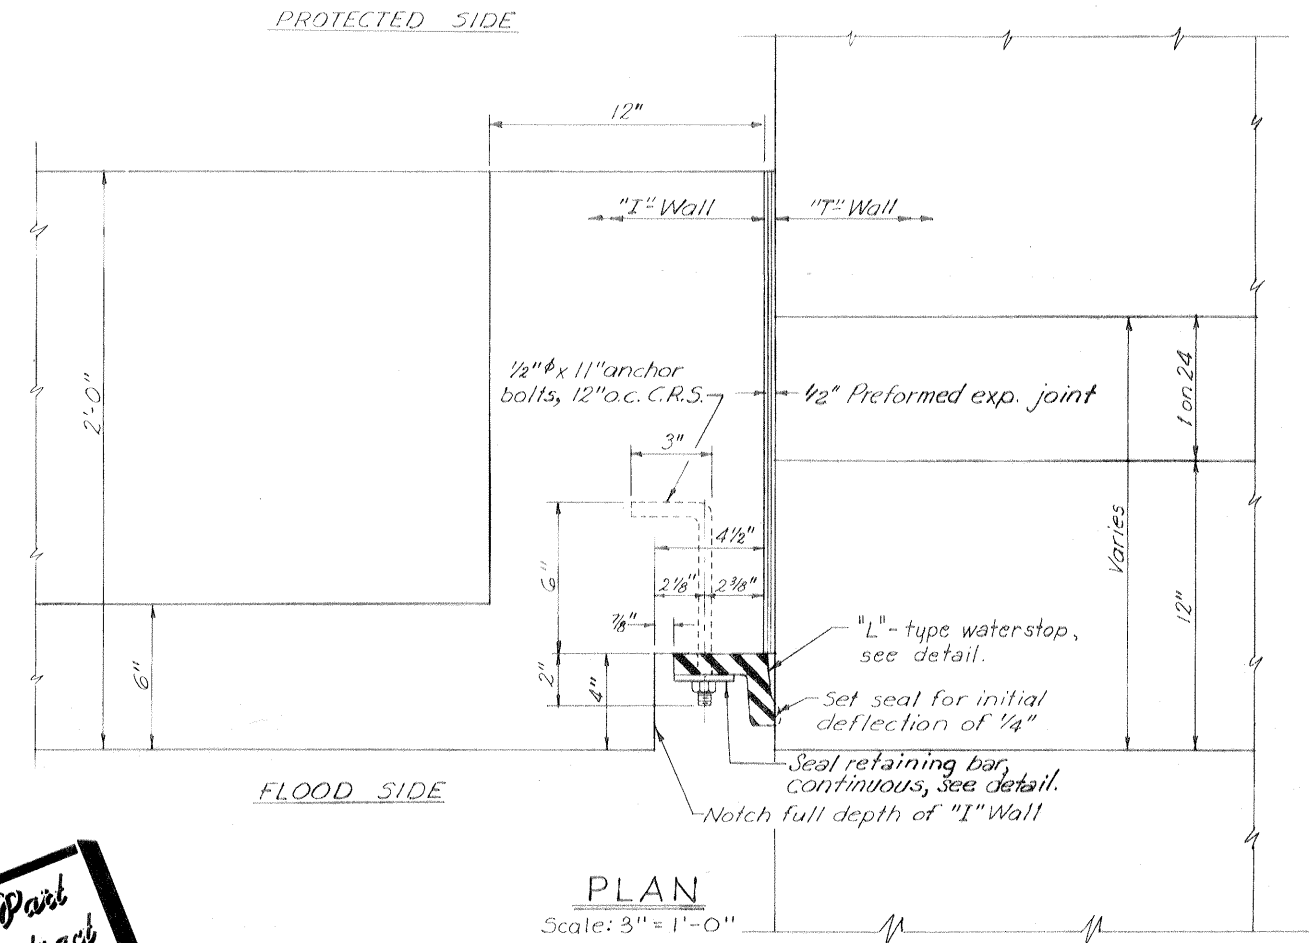 PROTECTED SIDE
12"
"I" Wall
"T" Wall
2'-0"
1/2"ϕ x 11" anchor
bolts, 12" o.c. C.R.S.
1/2" Preformed exp. joint
1 on 24
3"
4 1/2"
Varies
6"
2 1/8"
2 3/8"
7/8"
12"
"L"- type waterstop,
see detail.
6"
2"
4"
Set seal for initial
deflection of 1/4"
Seal retaining bar,
continuous, see detail.
FLOOD SIDE
Notch full depth of "I" Wall
PLAN
Scale: 3" = 1'-0"
Part